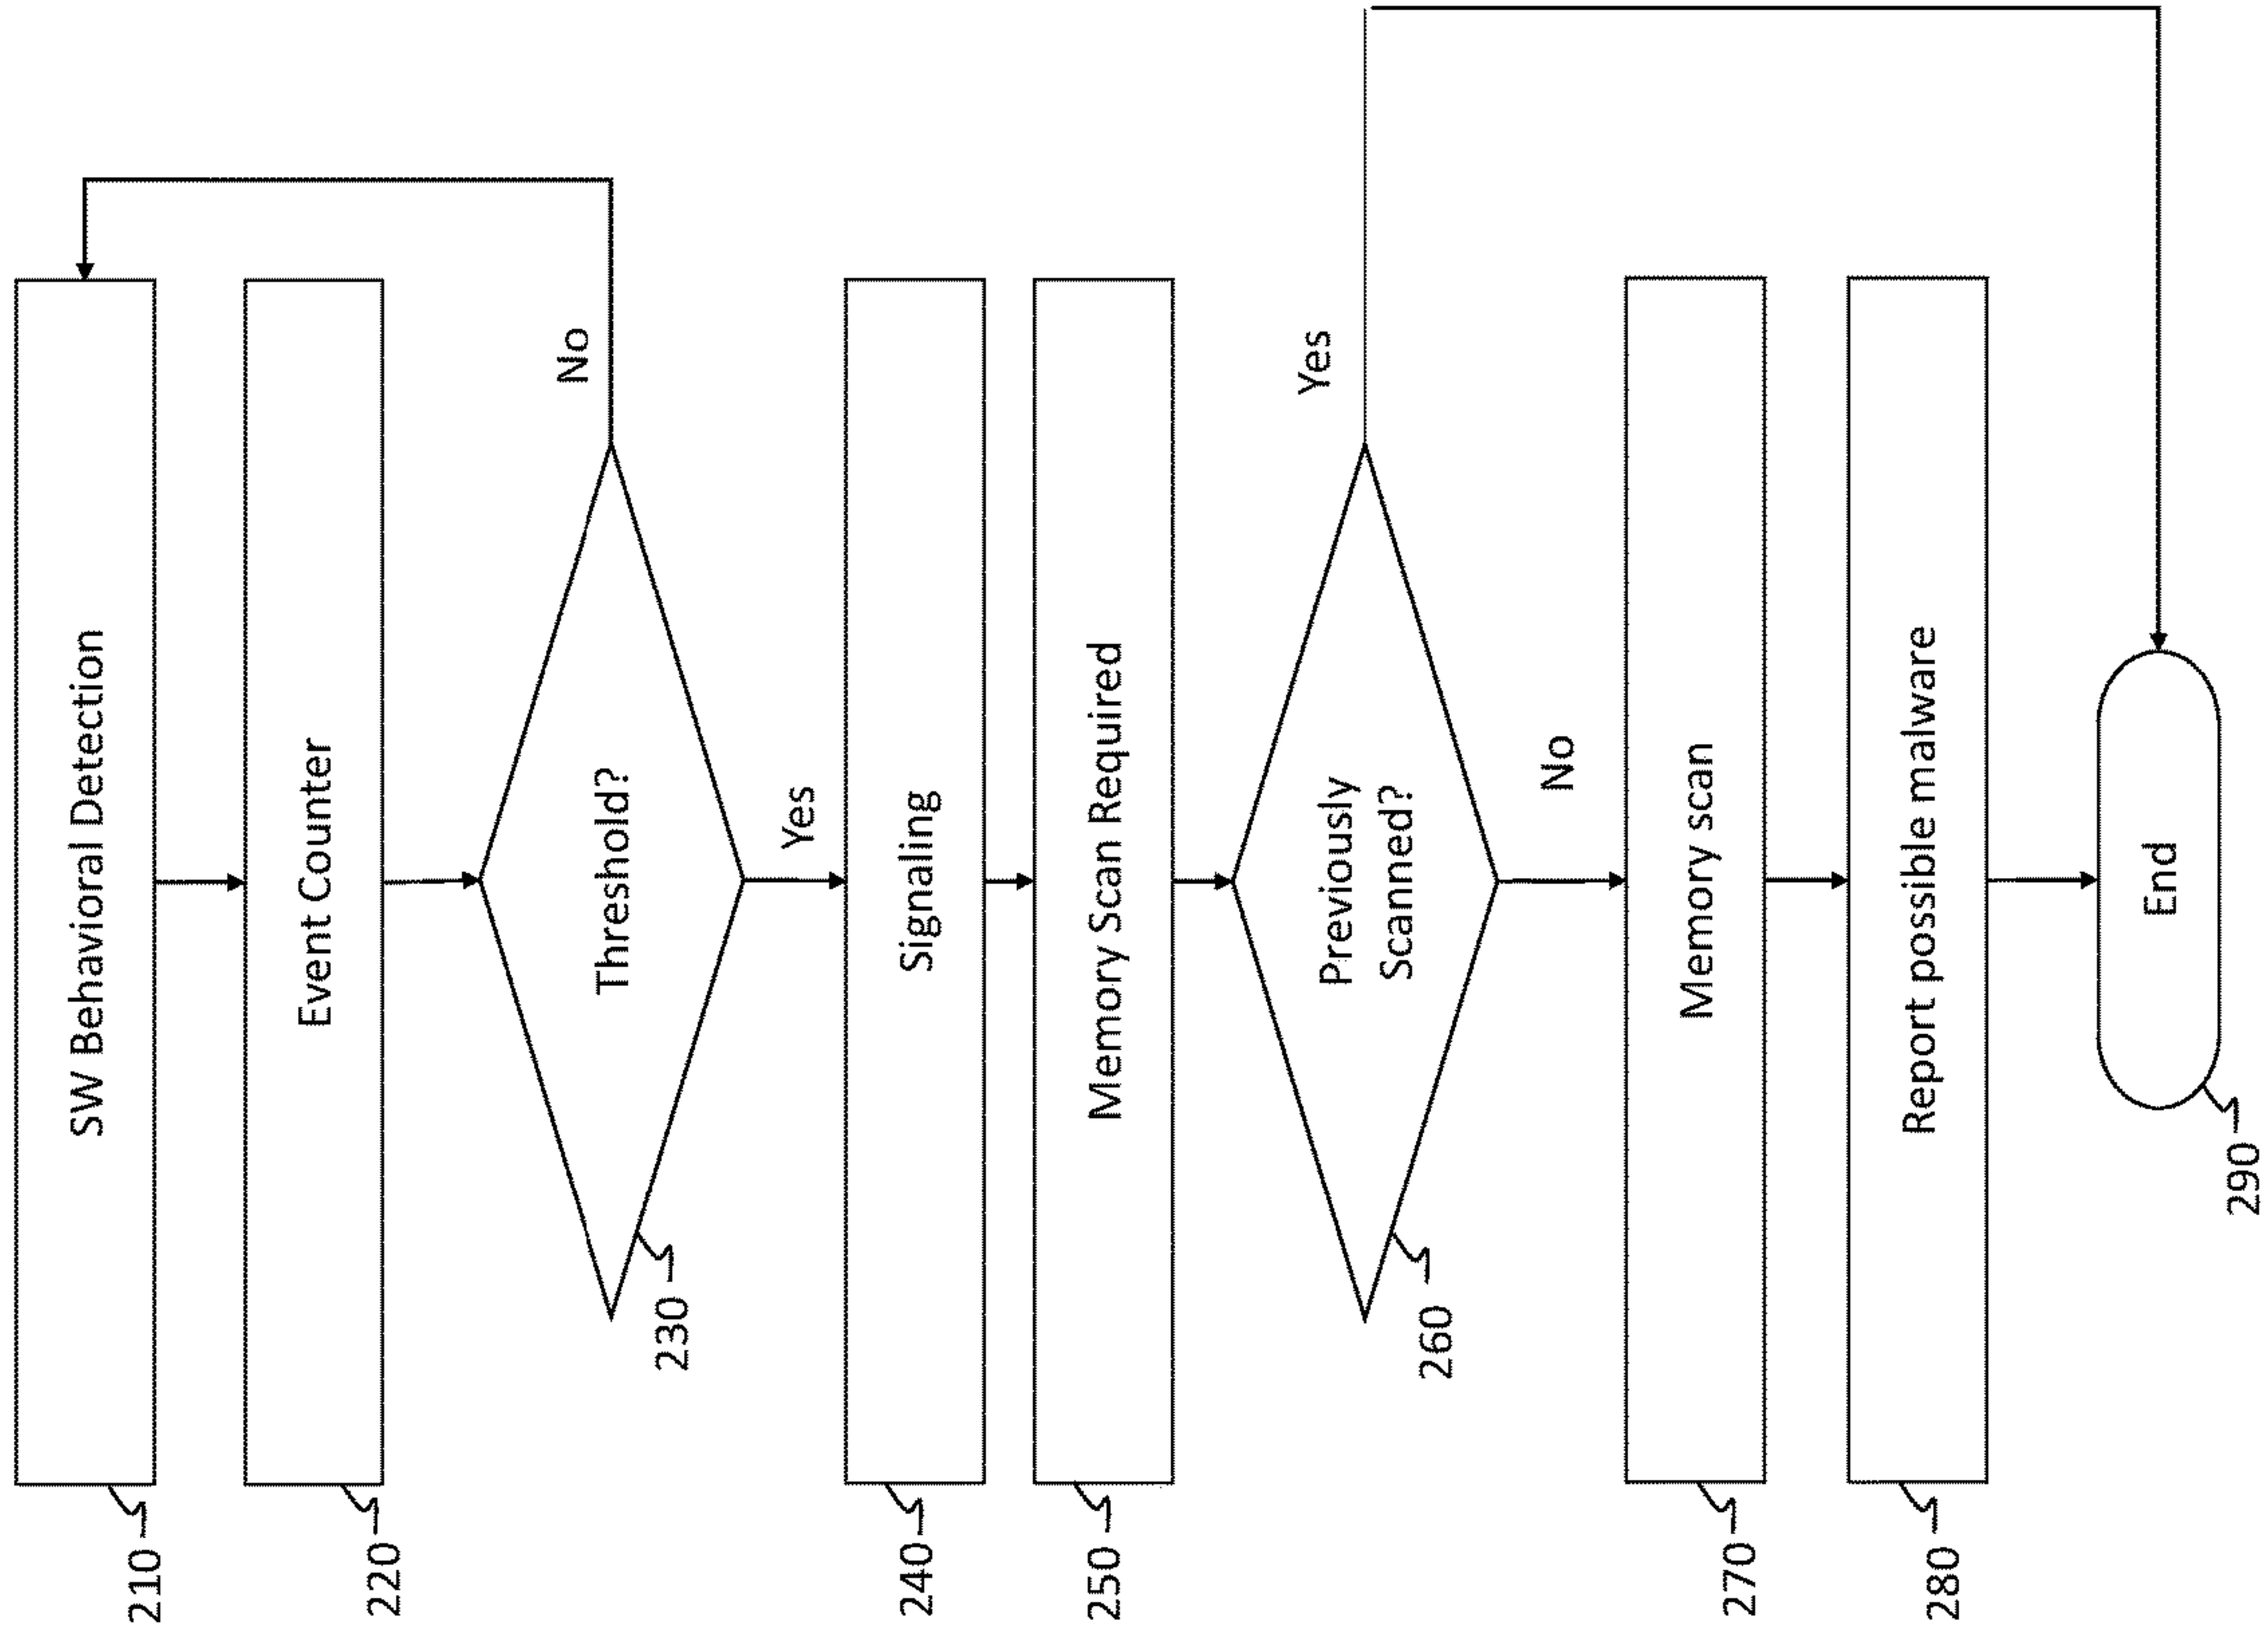 SW Behavioral Detection
210
Event Counter
220
Threshold?
No
230
Yes
Signaling
240
Memory Scan Required
250
Previously
Scanned?
Yes
260
No
Memory scan
270
Report possible malware
280
End
290